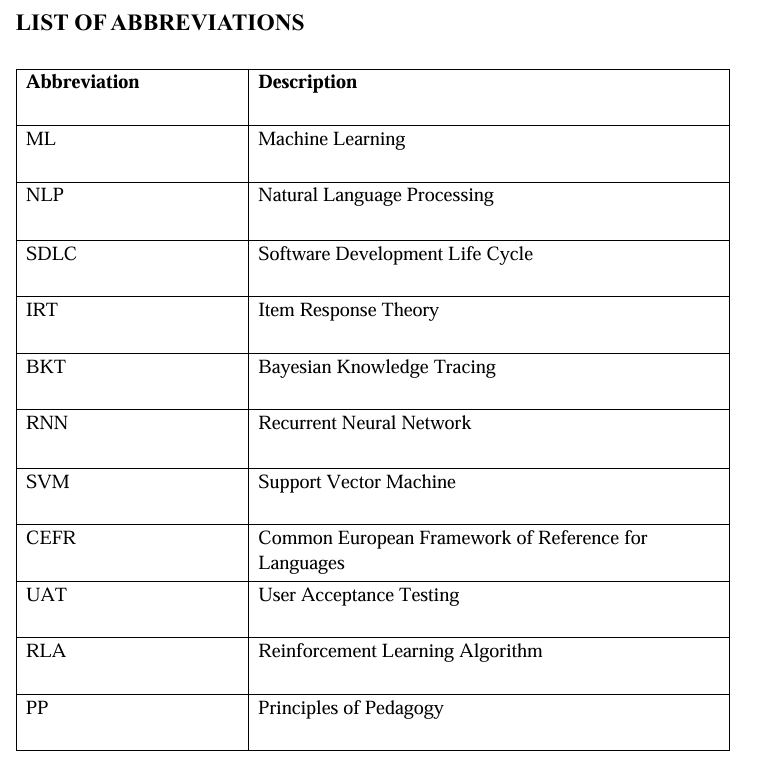 LIST OF ABBREVIATIONS
Abbreviation Description
ML Machine Learning
NLP Natural Language Processing
SDLC Software Development Life Cycle
IRT Item Response Theory
BKT Bayesian Knowledge Tracing
RNN Recurrent Neural Network
SVM Support Vector Machine
CEFR Common European Framework of Reference for
Languages
UAT User Acceptance Testing
RLA Reinforcement Learning Algorithm
PP Principles of Pedagogy